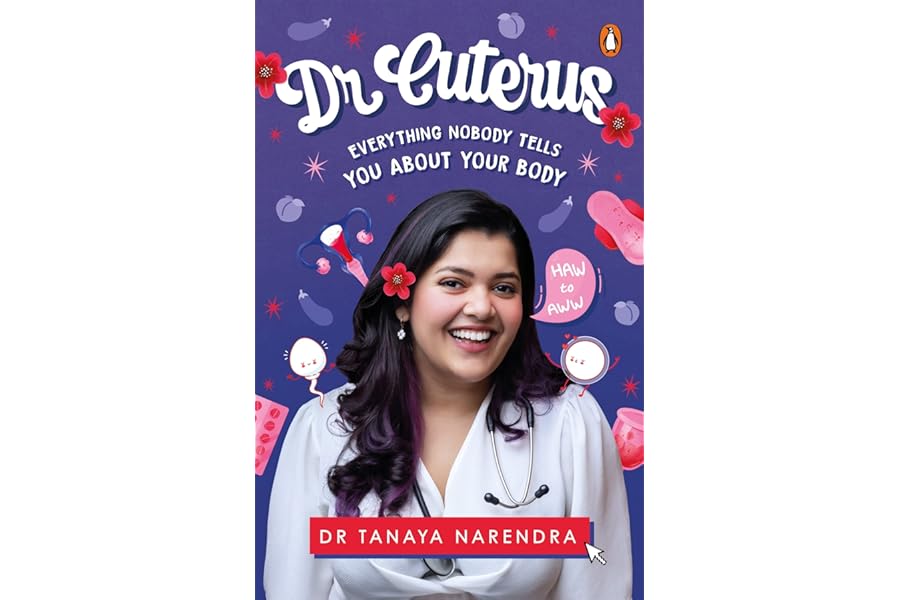 Dr Cuterus
EVERYTHING NOBODY TELLS
YOU ABOUT YOUR BODY
HAW
to
AWW
DR TANAYA NARENDRA